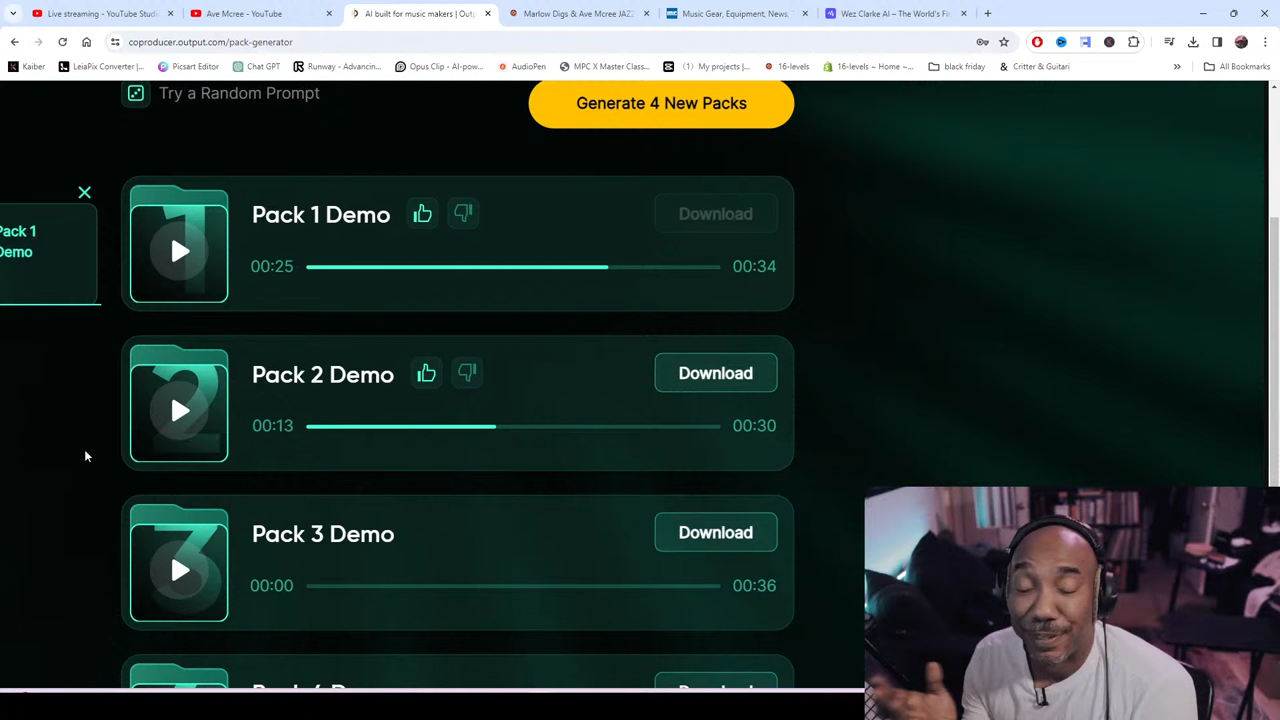 Live streaming - YouTube Studi
Ave Mcree - YouTube
AI built for music makers | Outp
Marlow Digs & Ave Mcree JAZZ
Music Gear, Equipment, News, T
Wez Clarke AI – The World's Fi
coproducer.output.com/pack-generator
Kaiber
LeiaPix Converter |...
Picsart Editor
Chat GPT
Runway - Advancin...
Opus Clip - AI-pow...
AudioPen
MPC X Master Class...
(1) My projects |...
16-levels
16-levels ~ Home ~...
black friday
Critter & Guitari
All Bookmarks
Try a Random Prompt
Generate 4 New Packs
Pack 1
Demo
Pack 1 Demo
Download
00:25
00:34
Pack 2 Demo
Download
00:13
00:30
Pack 3 Demo
Download
00:00
00:36